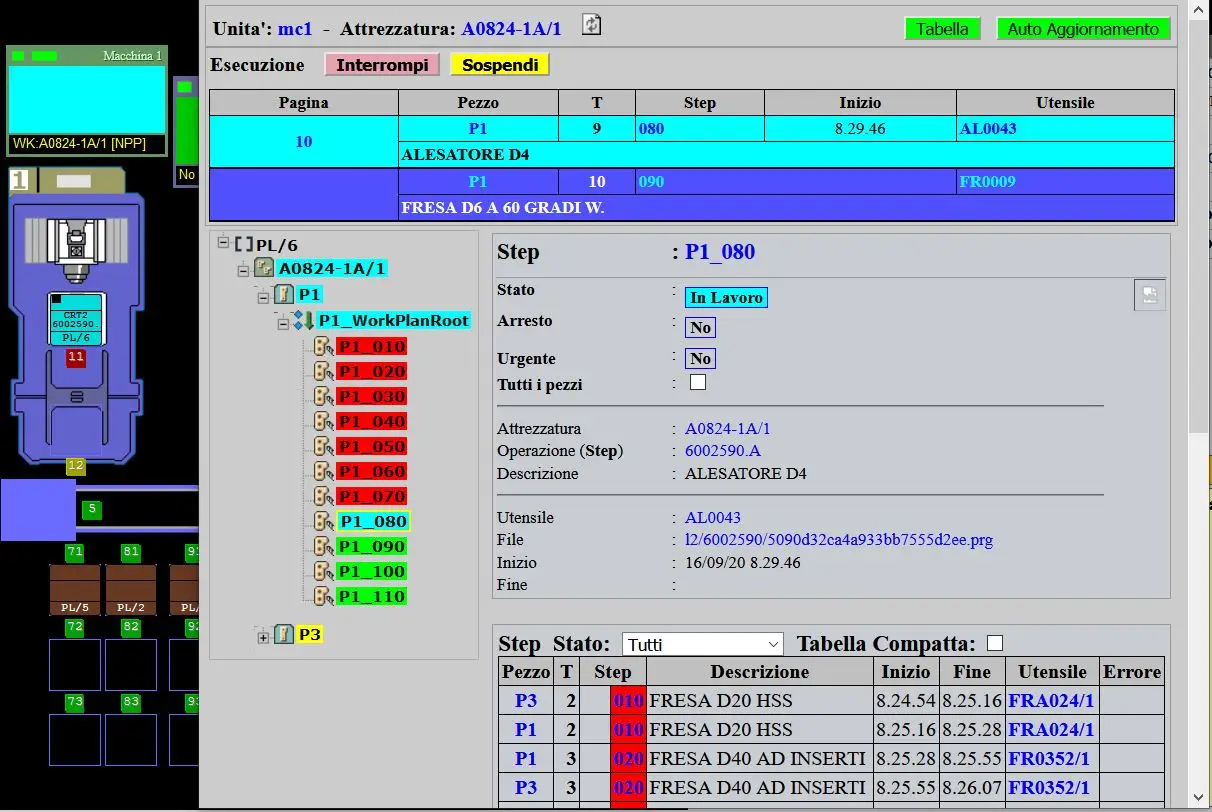 Unita': mc1 - Attrezzatura: A0824-1A/1
Tabella
Auto Aggiornamento
Esecuzione
Interrompi
Sospendi
Pagina Pezzo T Step Inizio Utensile
10 P1 9 080 8.29.46 AL0043
ALESATORE D4
P1 10 090 FR0009
FRESA D6 A 60 GRADI W.
Macchina 1
WK:A0824-1A/1 [NPP]
No
1
CRT2
6002590.
PL/6
11
12
5
71 81
PL/5 PL/2 PL/
72 82
73 83
PL/6
A0824-1A/1
P1
P1_WorkPlanRoot
P1_010
P1_020
P1_030
P1_040
P1_050
P1_060
P1_070
P1_080
P1_090
P1_100
P1_110
P3
Step : P1_080
Stato : In Lavoro
Arresto : No
Urgente : No
Tutti i pezzi :
Attrezzatura : A0824-1A/1
Operazione (Step) : 6002590.A
Descrizione : ALESATORE D4
Utensile : AL0043
File : l2/6002590/5090d32ca4a933bb7555d2ee.prg
Inizio : 16/09/20 8.29.46
Fine :
Step Stato: Tutti Tabella Compatta:
Pezzo T Step Descrizione Inizio Fine Utensile Errore
P3 2 010 FRESA D20 HSS 8.24.54 8.25.16 FRA024/1
P1 2 010 FRESA D20 HSS 8.25.16 8.25.28 FRA024/1
P1 3 020 FRESA D40 AD INSERTI 8.25.28 8.25.55 FR0352/1
P3 3 020 FRESA D40 AD INSERTI 8.25.55 8.26.07 FR0352/1